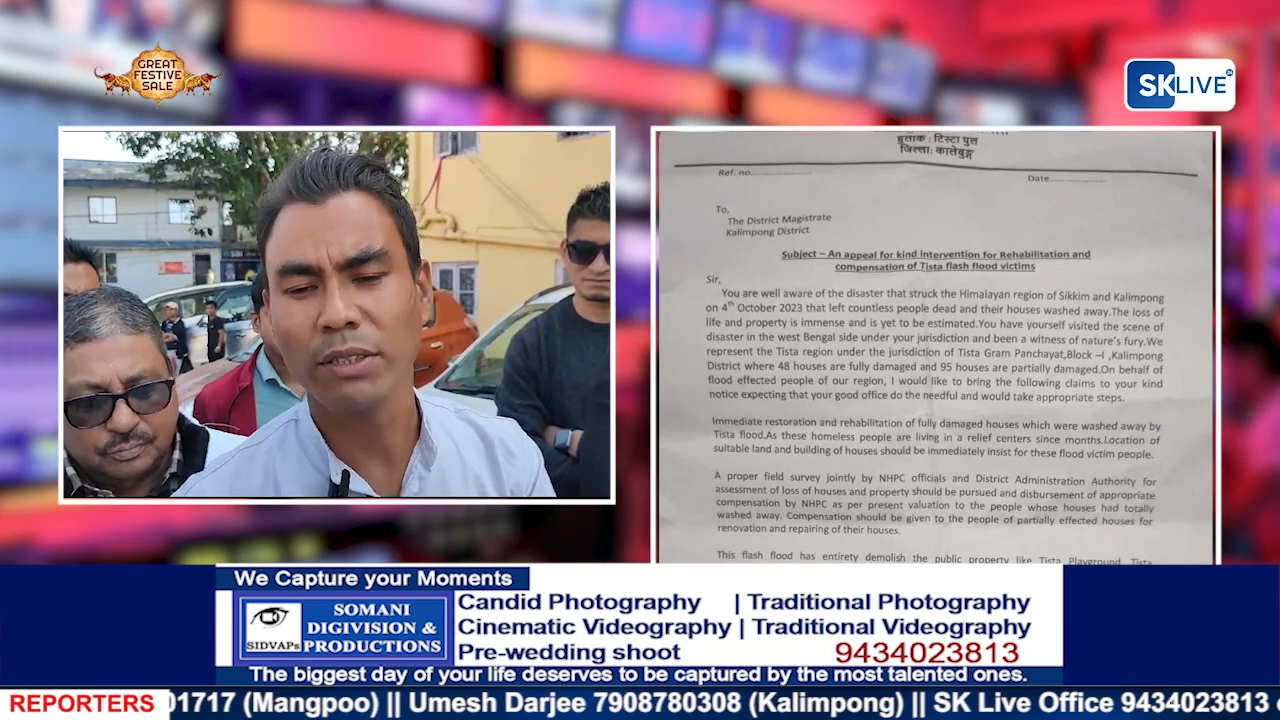 GREAT
FESTIVE
SALE
SK LIVE
SBI
हुलाक : टिस्टा पुल
जिल्ला: कालेबुङ्ग
Ref. no.....................
Date....................
To,
The District Magistrate
Kalimpong District
Subject – An appeal for kind intervention for Rehabilitation and
compensation of Tista flash flood victims
Sir,
You are well aware of the disaster that struck the Himalayan region of Sikkim and Kalimpong
on 4th October 2023 that left countless people dead and their houses washed away.The loss of
life and property is immense and is yet to be estimated.You have yourself visited the scene of
disaster in the west Bengal side under your jurisdiction and been a witness of nature's fury.We
represent the Tista region under the jurisdiction of Tista Gram Panchayat,Block –I ,Kalimpong
District where 48 houses are fully damaged and 95 houses are partially damaged.On behalf of
flood effected people of our region, I would like to bring the following claims to your kind
notice expecting that your good office do the needful and would take appropriate steps.
Immediate restoration and rehabilitation of fully damaged houses which were washed away by
Tista flood.As these homeless people are living in a relief centers since months.Location of
suitable land and building of houses should be immediately insist for these flood victim people.
A proper field survey jointly by NHPC officials and District Administration Authority for
assessment of loss of houses and property should be pursued and disbursement of appropriate
compensation by NHPC as per present valuation to the people whose houses had totally
washed away. Compensation should be given to the people of partially effected houses for
renovation and repairing of their houses.
This flash flood has entirety demolish the public property like Tista Playground, Tista
We Capture your Moments
SIDVAPs
SOMANI
DIGIVISION &
PRODUCTIONS
Candid Photography | Traditional Photography
Cinematic Videography | Traditional Videography
Pre-wedding shoot 9434023813
The biggest day of your life deserves to be captured by the most talented ones.
REPORTERS 01717 (Mangpoo) || Umesh Darjee 7908780308 (Kalimpong) || SK Live Office 9434023813